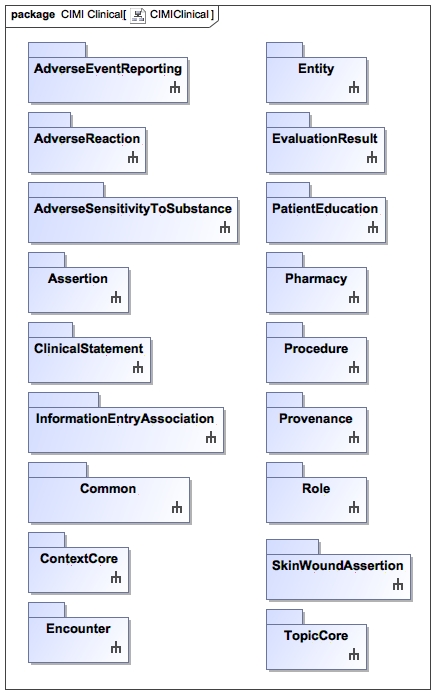 package CIMI Clinical[ CIMIClinical ]
AdverseEventReporting
AdverseReaction
AdverseSensitivityToSubstance
Assertion
ClinicalStatement
InformationEntryAssociation
Common
ContextCore
Encounter
Entity
EvaluationResult
PatientEducation
Pharmacy
Procedure
Provenance
Role
SkinWoundAssertion
TopicCore